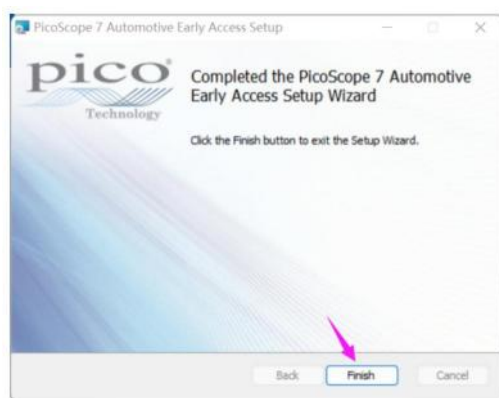 PicoScope 7 Automotive Early Access Setup
pico
Technology
Completed the PicoScope 7 Automotive
Early Access Setup Wizard
Click the Finish button to exit the Setup Wizard.
Back
Finish
Cancel